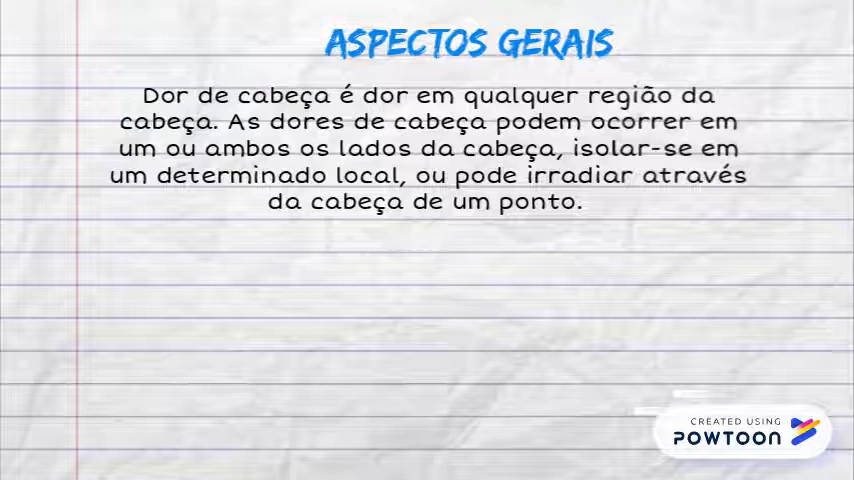 ASPECTOS GERAIS
Dor de cabeça é dor em qualquer região da
cabeça. As dores de cabeça podem ocorrer em
um ou ambos os lados da cabeça, isolar-se em
um determinado local, ou pode irradiar através
da cabeça de um ponto.
CREATED USING
POWTOON